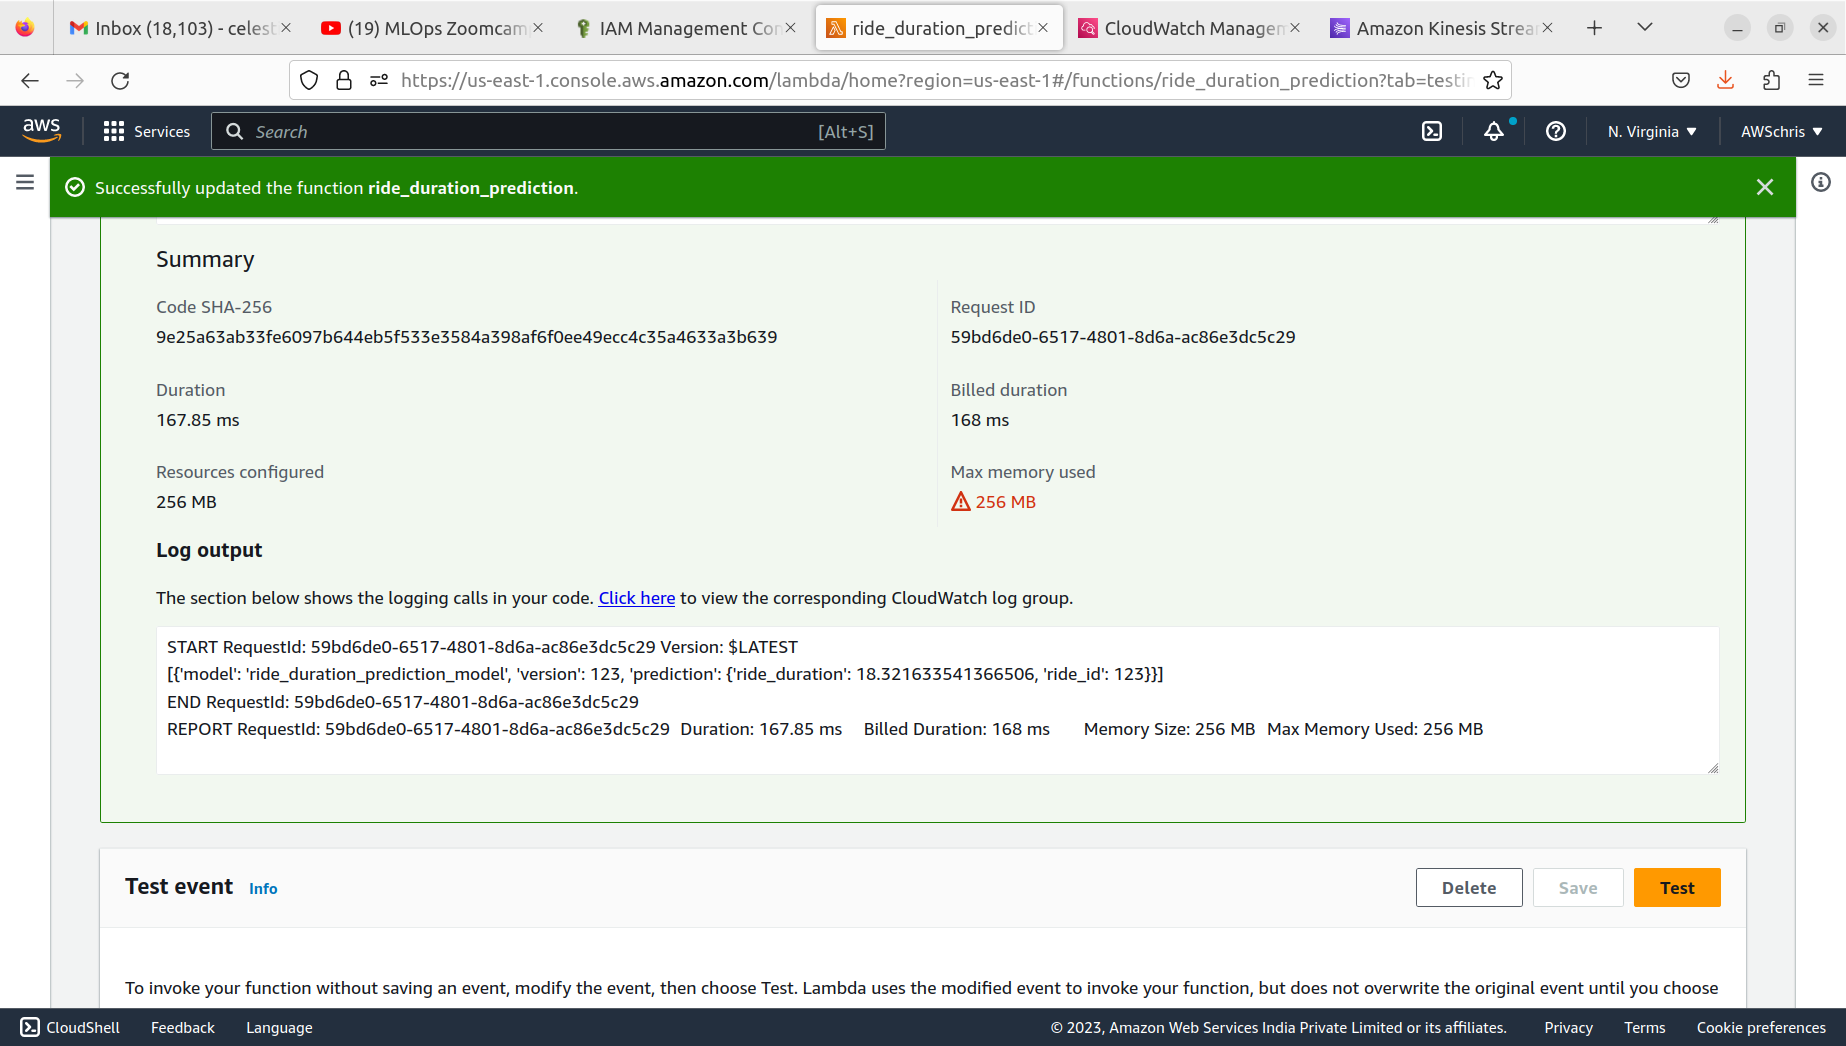 Inbox (18,103) - celest
(19) MLOps Zoomcam
IAM Management Con
ride_duration_predict
CloudWatch Managem
Amazon Kinesis Strea
https://us-east-1.console.aws.amazon.com/lambda/home?region=us-east-1#/functions/ride_duration_prediction?tab=testi
aws
Services
Search
[Alt+S]
N. Virginia
AWSchris
Successfully updated the function ride_duration_prediction.
Summary
Code SHA-256
9e25a63ab33fe6097b644eb5f533e3584a398af6f0ee49ecc4c35a4633a3b639
Request ID
59bd6de0-6517-4801-8d6a-ac86e3dc5c29
Duration
167.85 ms
Billed duration
168 ms
Resources configured
256 MB
Max memory used
256 MB
Log output
The section below shows the logging calls in your code. Click here to view the corresponding CloudWatch log group.
START RequestId: 59bd6de0-6517-4801-8d6a-ac86e3dc5c29 Version: $LATEST
[{'model': 'ride_duration_prediction_model', 'version': 123, 'prediction': {'ride_duration': 18.321633541366506, 'ride_id': 123}}]
END RequestId: 59bd6de0-6517-4801-8d6a-ac86e3dc5c29
REPORT RequestId: 59bd6de0-6517-4801-8d6a-ac86e3dc5c29 Duration: 167.85 ms Billed Duration: 168 ms Memory Size: 256 MB Max Memory Used: 256 MB
Test event Info
Delete
Save
Test
To invoke your function without saving an event, modify the event, then choose Test. Lambda uses the modified event to invoke your function, but does not overwrite the original event until you choose
CloudShell
Feedback
Language
© 2023, Amazon Web Services India Private Limited or its affiliates.
Privacy
Terms
Cookie preferences